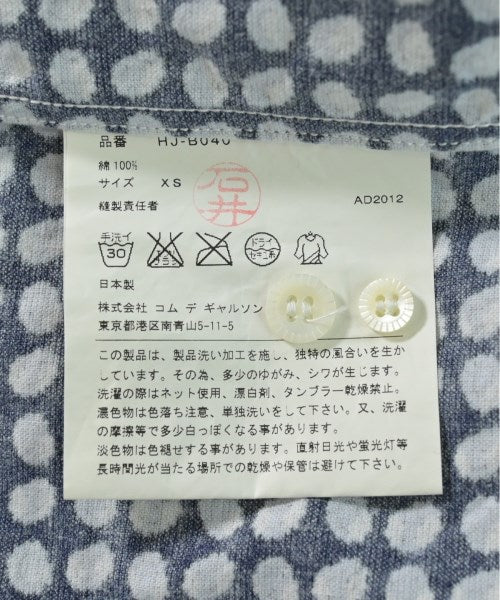 品番 HJ-B040
綿 100%
サイズ XS
縫製責任者 石井 AD2012
手洗イ 30 ドライ セキユ系
日本製
株式会社 コム デ ギャルソン
東京都港区南青山5-11-5
この製品は、製品洗い加工を施し、独特の風合いを生か
しています。その為、多少のゆがみ、シワが生じます。
洗濯の際はネット使用、漂白剤、タンブラー乾燥禁止。
濃色物は色落ち注意、単独洗いをして下さい。又、洗濯
の摩擦等で多少白っぽくなる事があります。
淡色物は色褪せする事があります。直射日光や蛍光灯等
長時間光が当たる場所での乾燥や保管は避けて下さい。